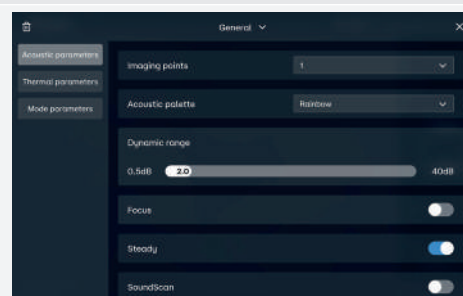 General
Acoustic parameters
Imaging points 1
Thermal parameters
Mode parameters
Acoustic palette Rainbow
Dynamic range
0.5dB 2.0 40dB
Focus
Steady
SoundScan